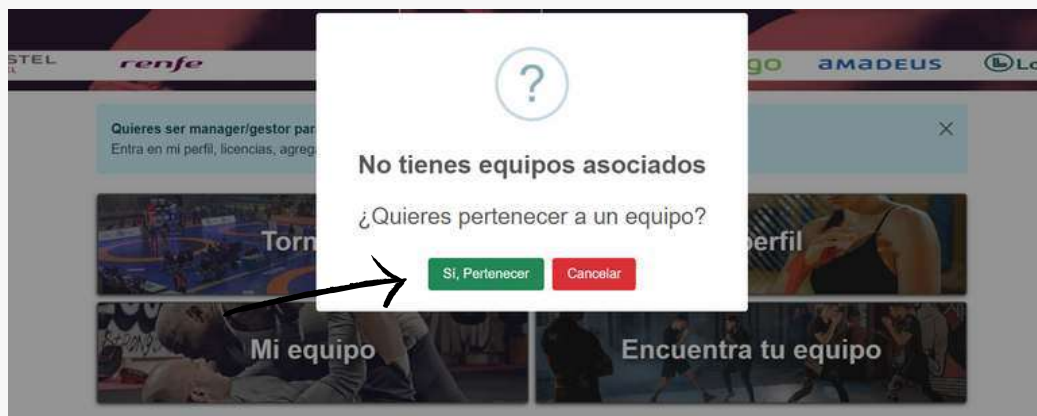 STEL
renfe
go
amadeus
Lo
Quieres ser manager/gestor par
Entra en mi perfil, licencias, agreg
No tienes equipos asociados
¿Quieres pertenecer a un equipo?
Sí, Pertenecer
Cancelar
Torn
perfil
Mi equipo
Encuentra tu equipo